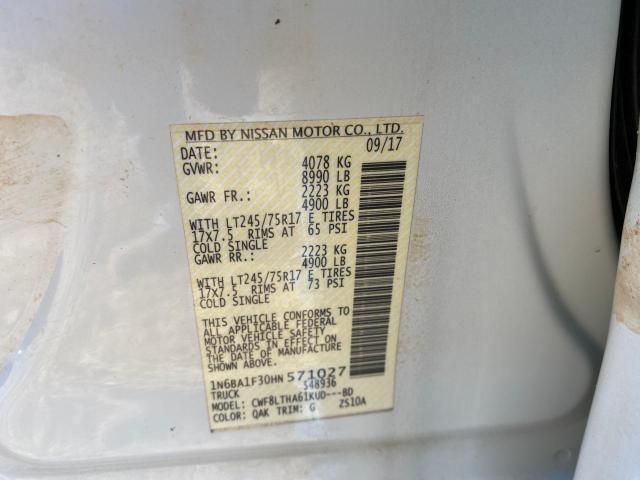 MFD BY NISSAN MOTOR CO., LTD.
DATE: 09/17
GVWR: 4078 KG
8990 LB
GAWR FR.: 2223 KG
4900 LB
WITH LT245/75R17 E TIRES
17X7.5 RIMS AT 65 PSI
COLD SINGLE
GAWR RR.: 2223 KG
4900 LB
WITH LT245/75R17 E TIRES
17X7.5 RIMS AT 73 PSI
COLD SINGLE
THIS VEHICLE CONFORMS TO
ALL APPLICABLE FEDERAL
MOTOR VEHICLE SAFETY
STANDARDS IN EFFECT ON
THE DATE OF MANUFACTURE
SHOWN ABOVE.
1N6BA1F30HN571027
TRUCK S48936
MODEL: CWF8LTHA61KUD---BD
COLOR: QAK TRIM: G ZS10A